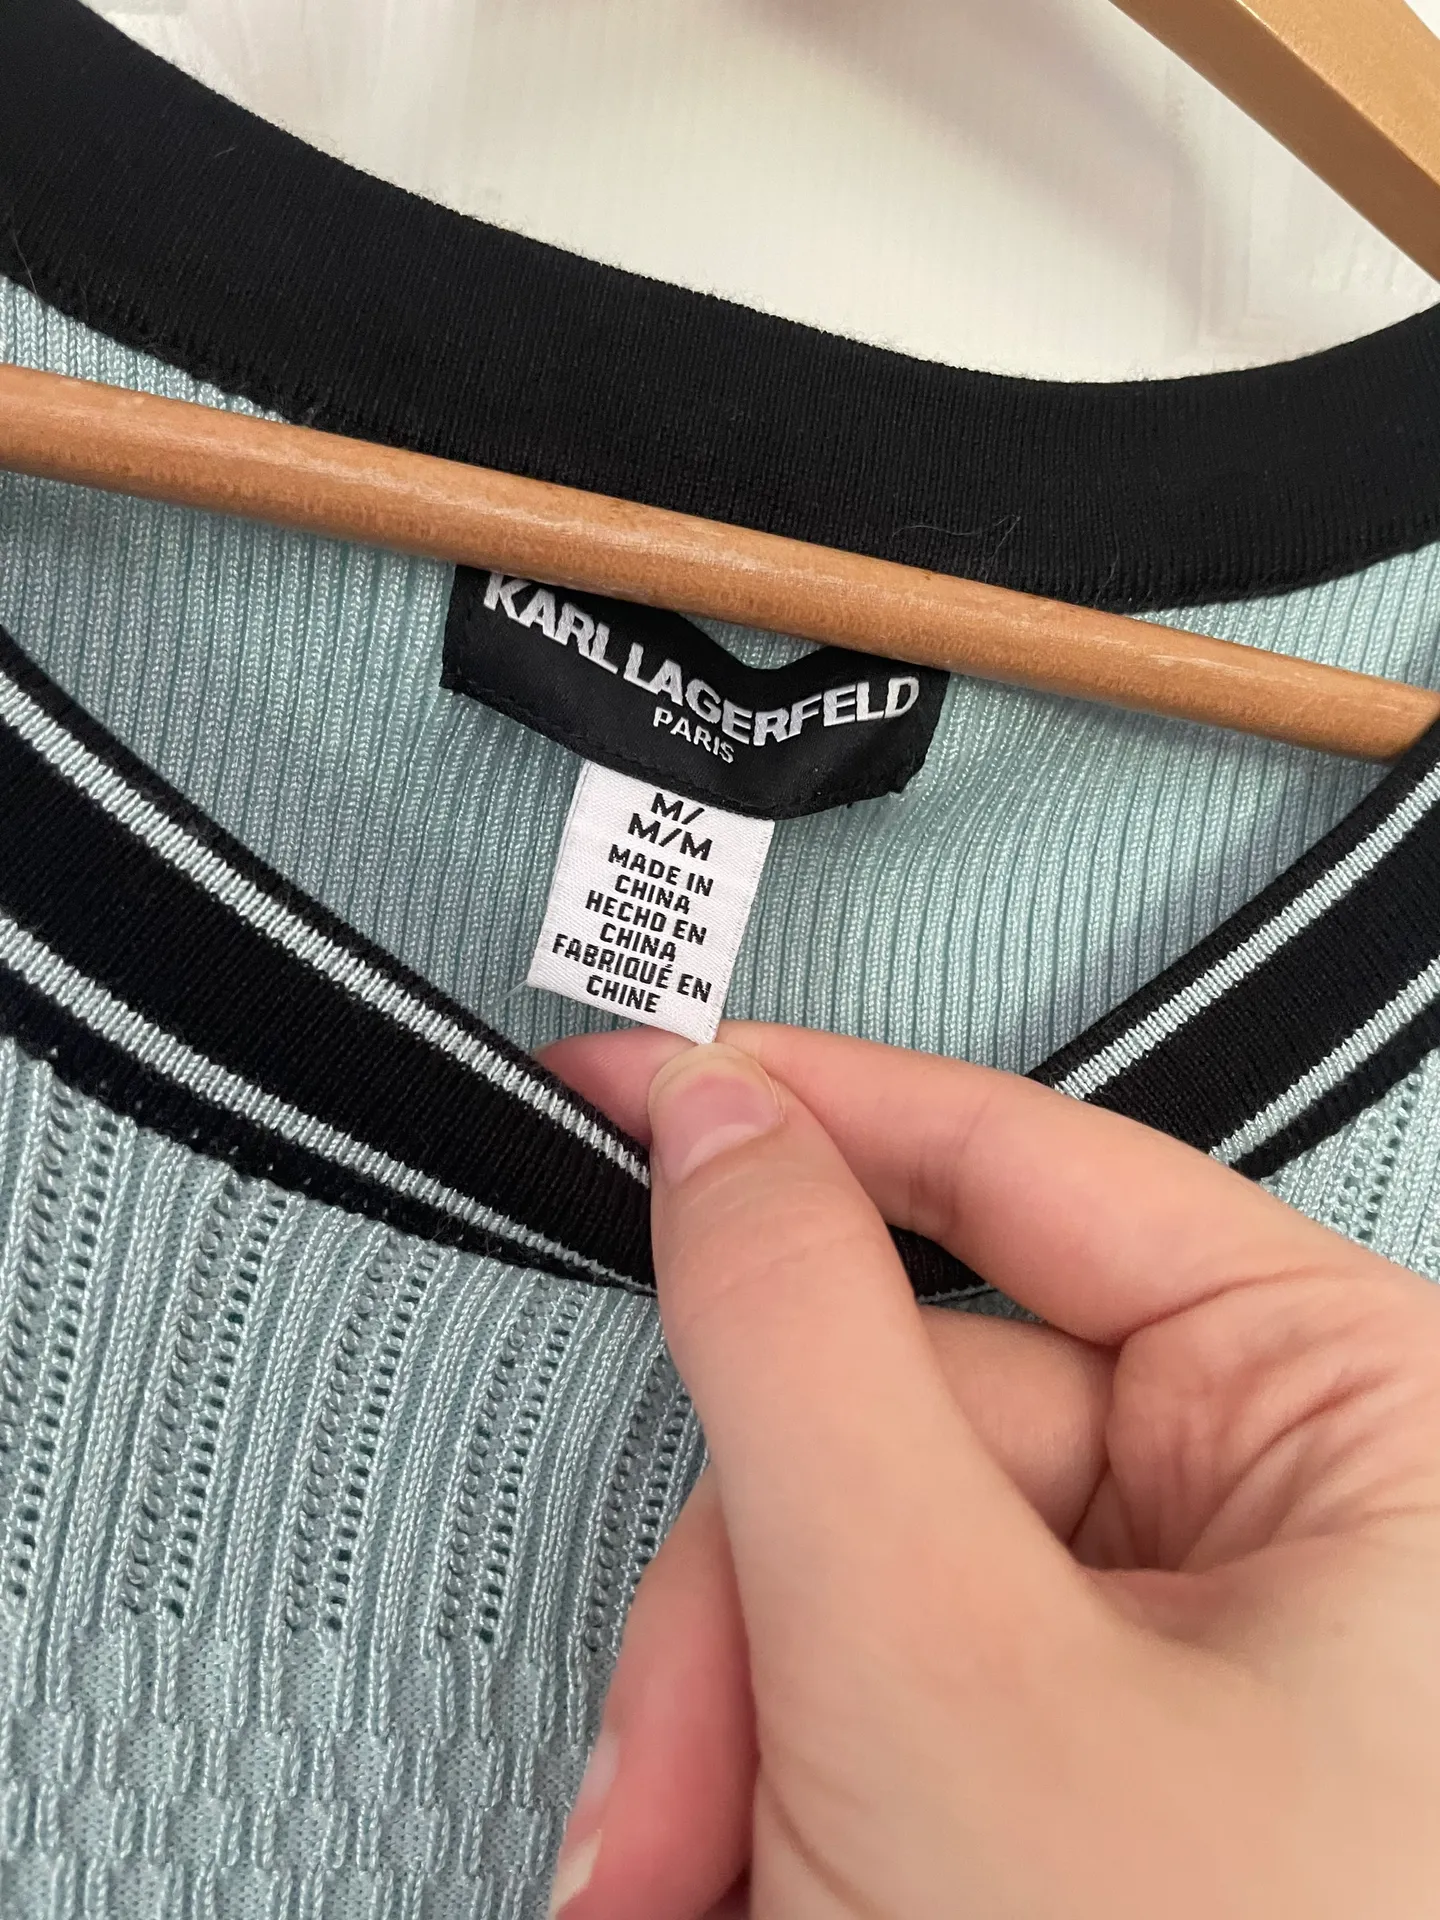 KARL LAGERFELD
PARIS
M/
M/M
MADE IN
CHINA
HECHO EN
CHINA
FABRIQUÉ EN
CHINE